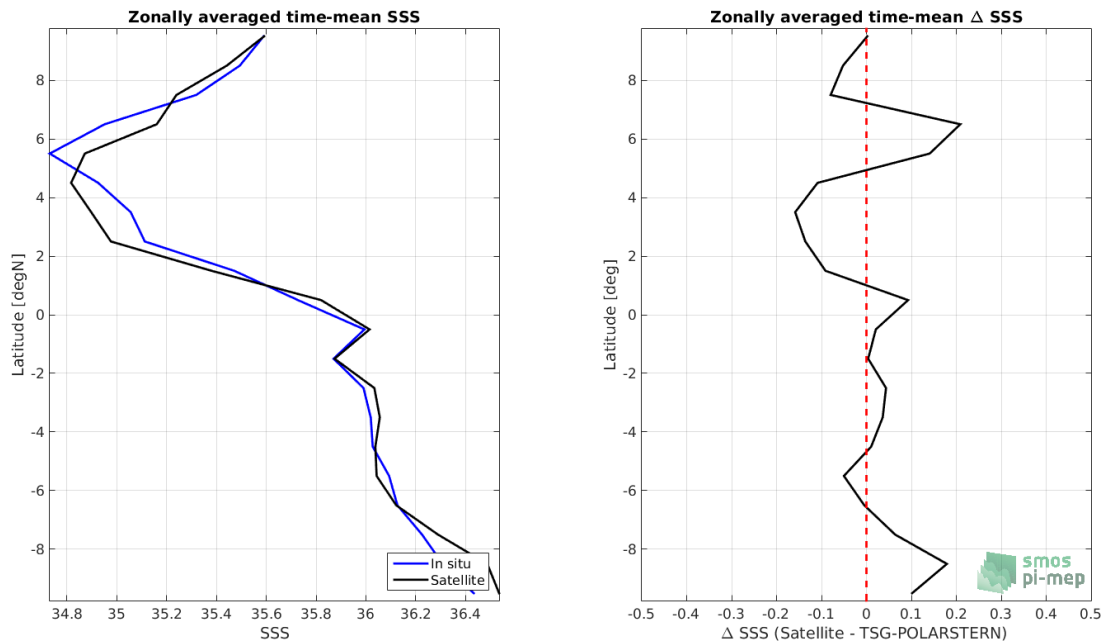 Zonally averaged time-mean SSS
Latitude [degN]
8
6
4
2
0
-2
-4
-6
-8
34.8 35 35.2 35.4 35.6 35.8 36 36.2 36.4
SSS
In situ
Satellite
Zonally averaged time-mean Δ SSS
Latitude [deg]
8
6
4
2
0
-2
-4
-6
-8
-0.5 -0.4 -0.3 -0.2 -0.1 0 0.1 0.2 0.3 0.4 0.5
Δ SSS (Satellite - TSG-POLARSTERN)
smos
pi-mep